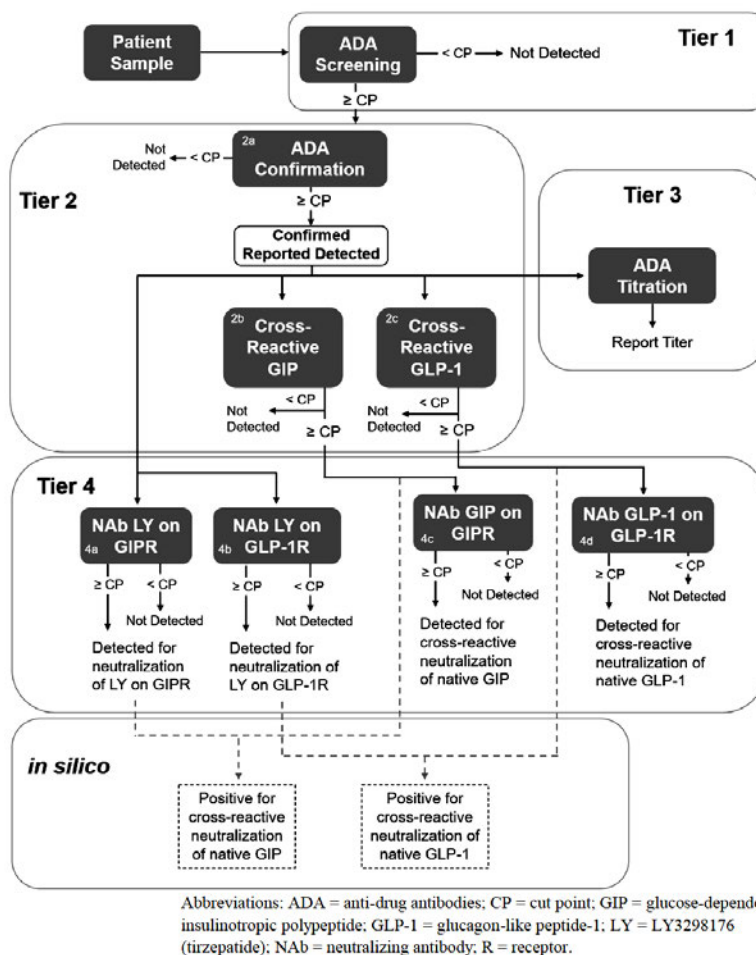 Patient
Sample
ADA
Screening
< CP
Not Detected
Tier 1
≥ CP
Tier 2
2a
ADA
Confirmation
< CP
Not
Detected
≥ CP
Confirmed
Reported Detected
Tier 3
ADA
Titration
Report Titer
2b
Cross-
Reactive
GIP
2c
Cross-
Reactive
GLP-1
< CP
Not
Detected
≥ CP
< CP
Not
Detected
≥ CP
Tier 4
NAb LY on
GIPR
4a
≥ CP
< CP
Not Detected
Detected for
neutralization
of LY on GIPR
NAb LY on
GLP-1R
4b
≥ CP
< CP
Not Detected
Detected for
neutralization of
LY on GLP-1R
NAb GIP on
GIPR
4c
≥ CP
< CP
Not Detected
Detected for
cross-reactive
neutralization
of native GIP
NAb GLP-1 on
GLP-1R
4d
≥ CP
< CP
Not Detected
Detected for
cross-reactive
neutralization of
native GLP-1
in silico
Positive for
cross-reactive
neutralization
of native GIP
Positive for
cross-reactive
neutralization of
native GLP-1
Abbreviations: ADA = anti-drug antibodies; CP = cut point; GIP = glucose-depende
insulinotropic polypeptide; GLP-1 = glucagon-like peptide-1; LY = LY3298176
(tirzepatide); NAb = neutralizing antibody; R = receptor.